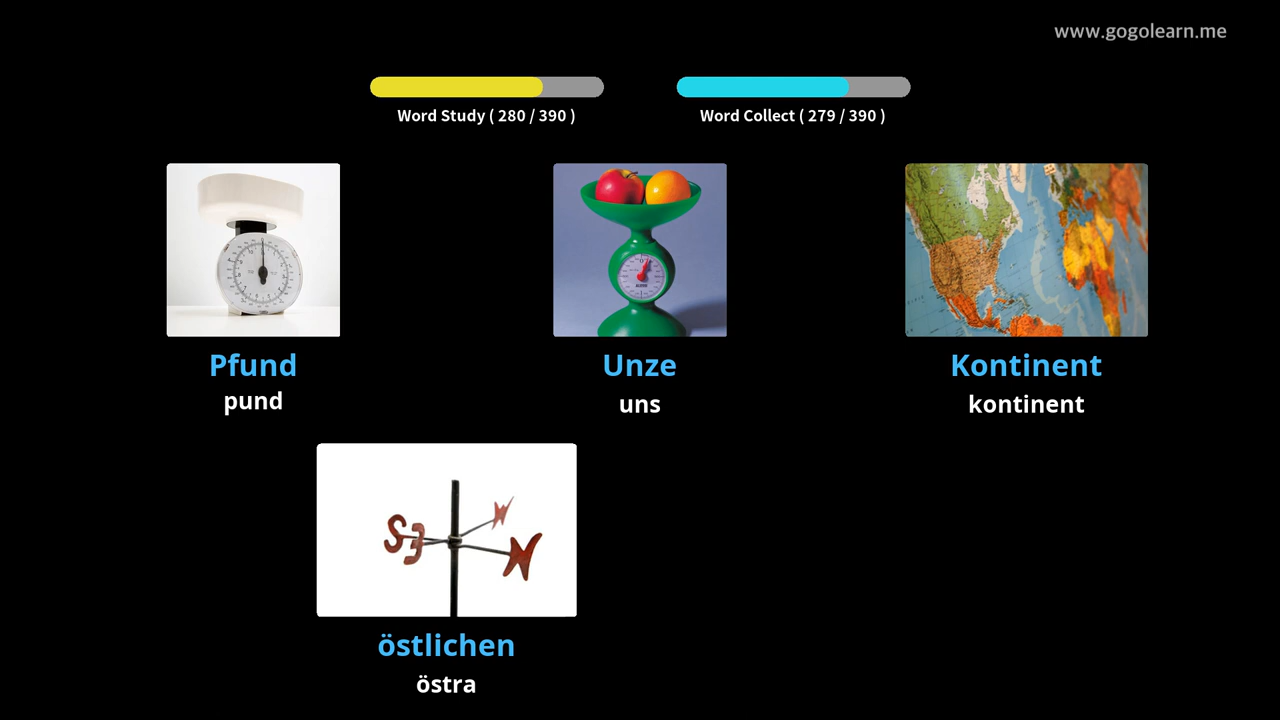 www.gogolearn.me
Word Study ( 280 / 390 )
Word Collect ( 279 / 390 )
Pfund
pund
Unze
uns
Kontinent
kontinent
S
E
N
östlichen
östra